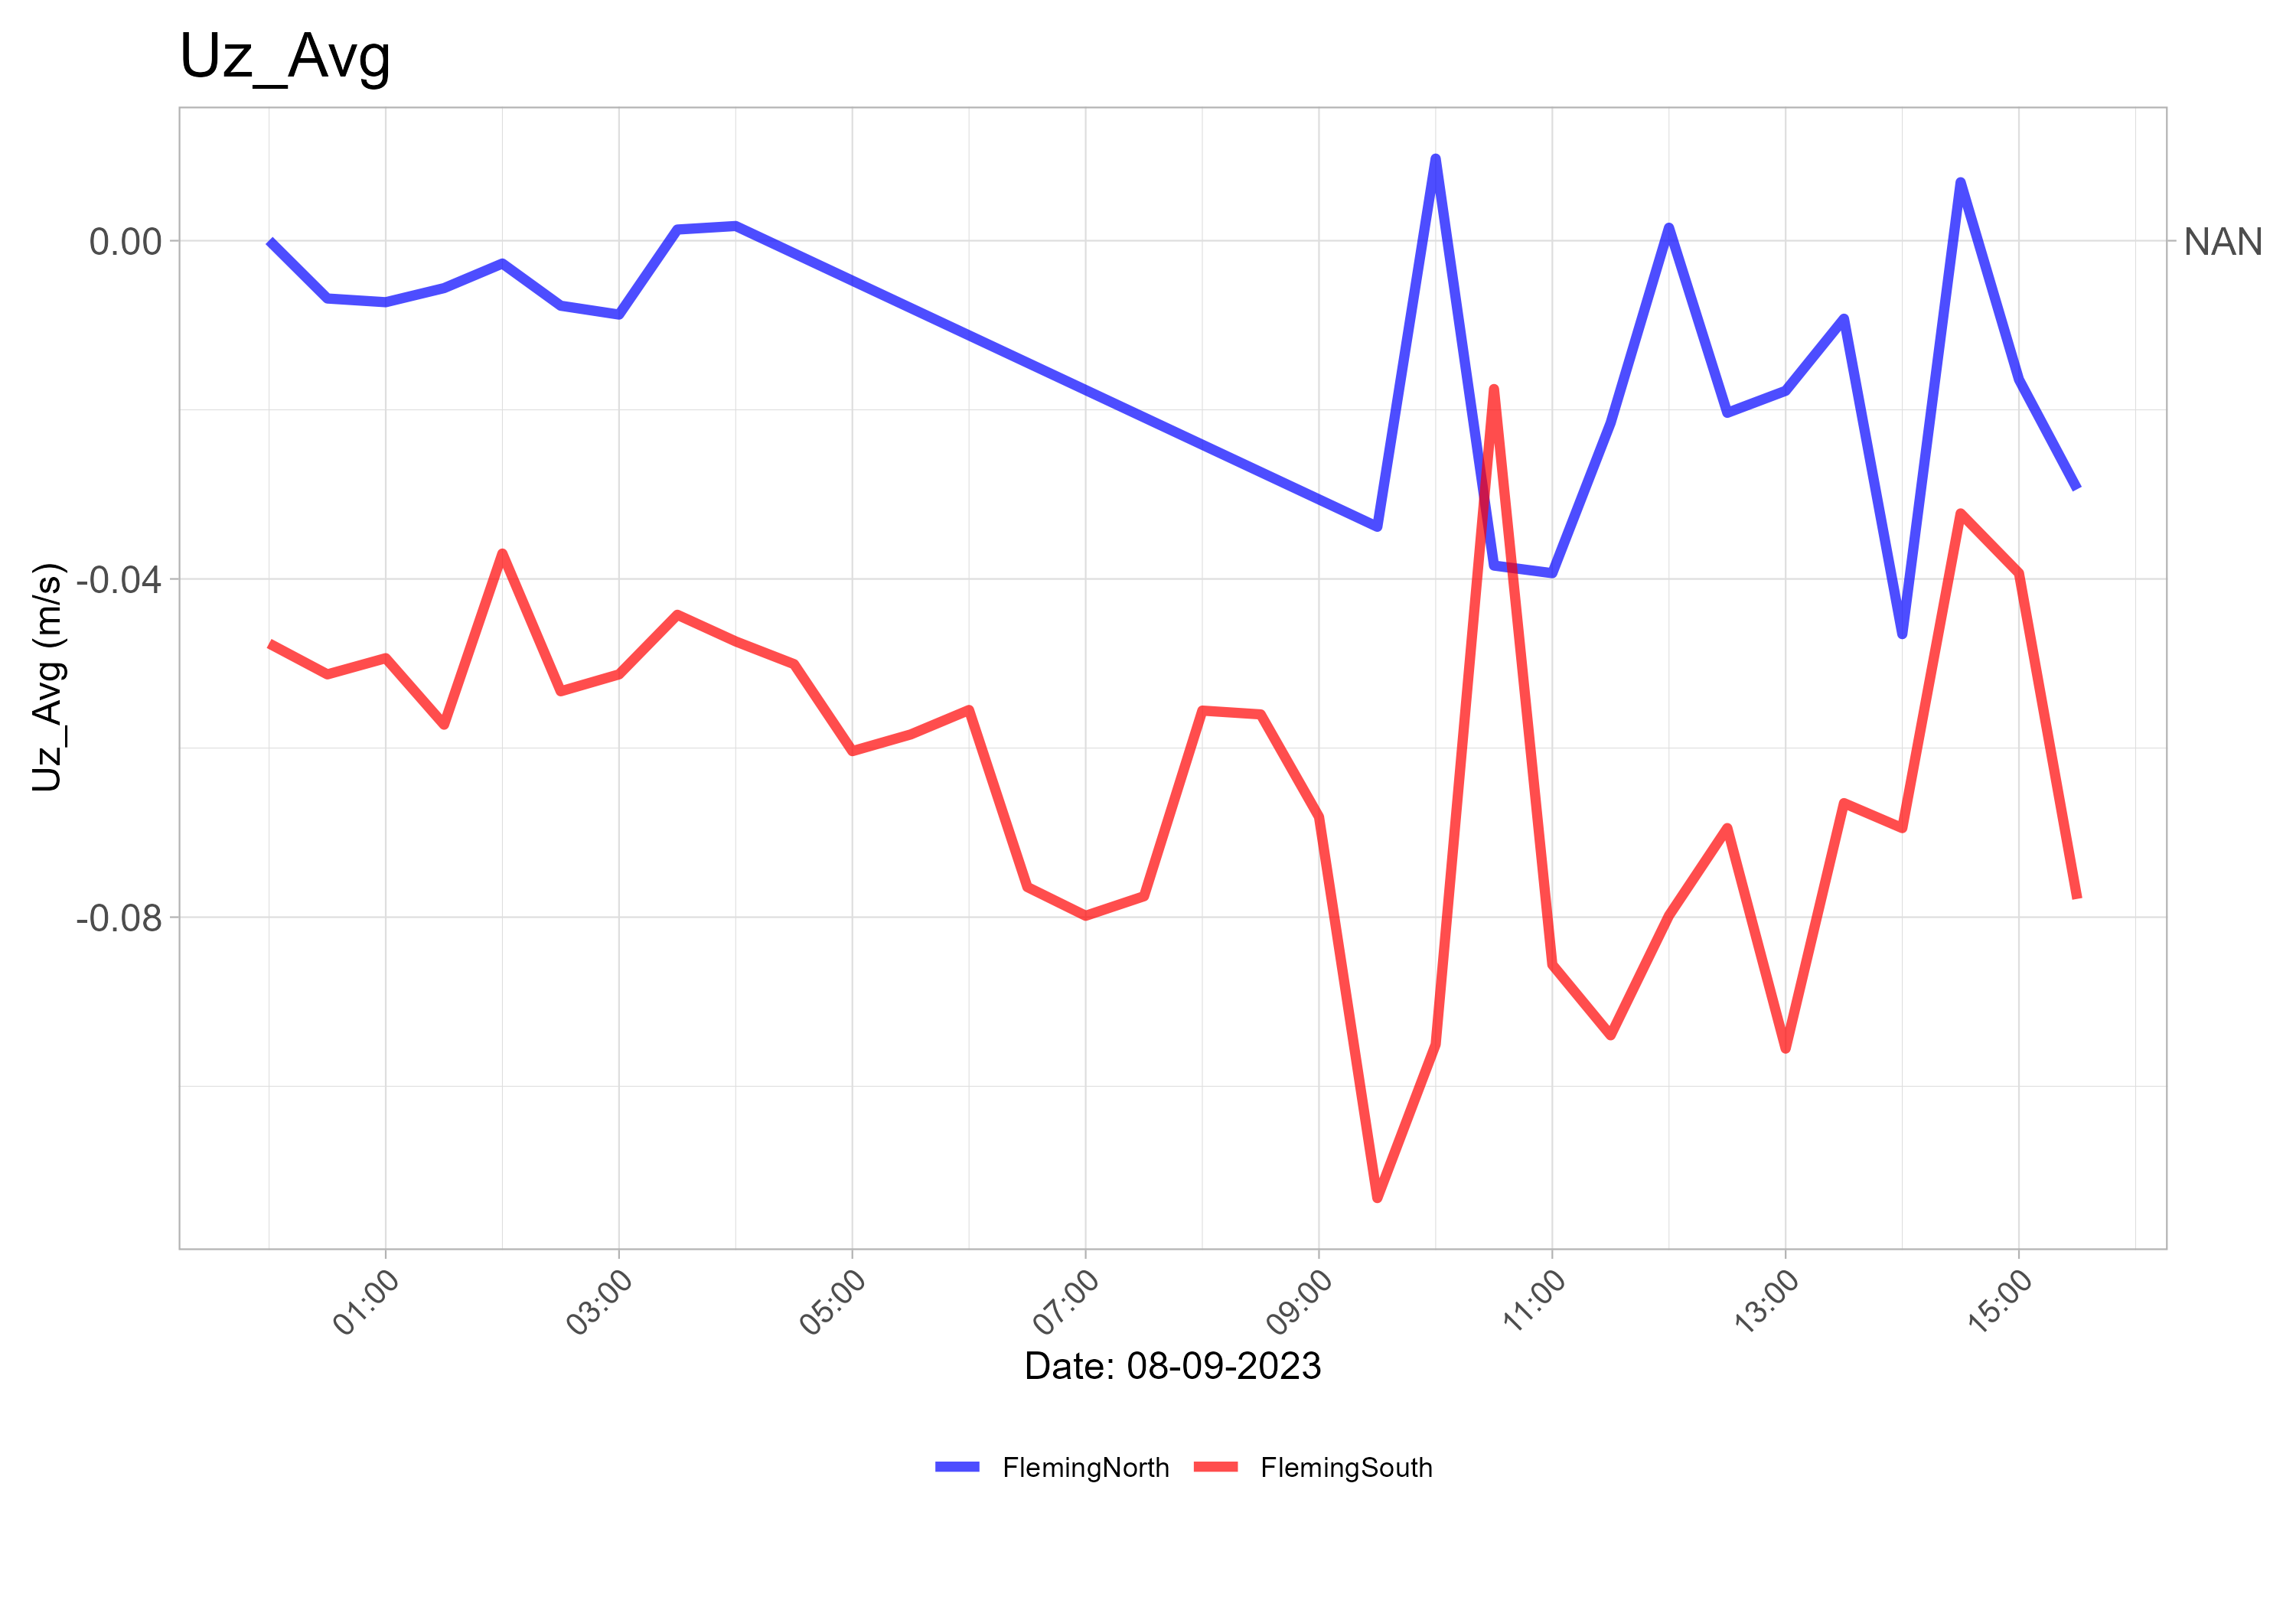 Uz_Avg
0.00
NAN
-0.04
-0.08
Uz_Avg (m/s)
01:00
03:00
05:00
07:00
09:00
11:00
13:00
15:00
Date: 08-09-2023
FlemingNorth FlemingSouth